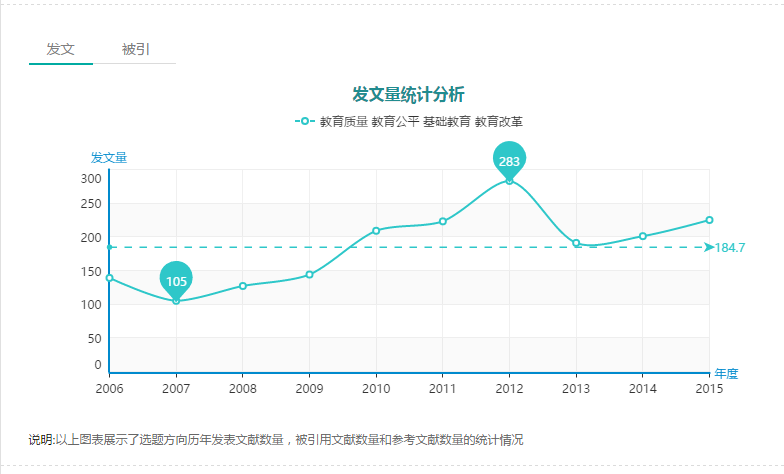 发文 被引
发文量统计分析
教育质量 教育公平 基础教育 教育改革
发文量
283
300
250
200
184.7
150
105
100
50
0
年度
2006 2007 2008 2009 2010 2011 2012 2013 2014 2015
说明:以上图表展示了选题方向历年发表文献数量，被引用文献数量和参考文献数量的统计情况